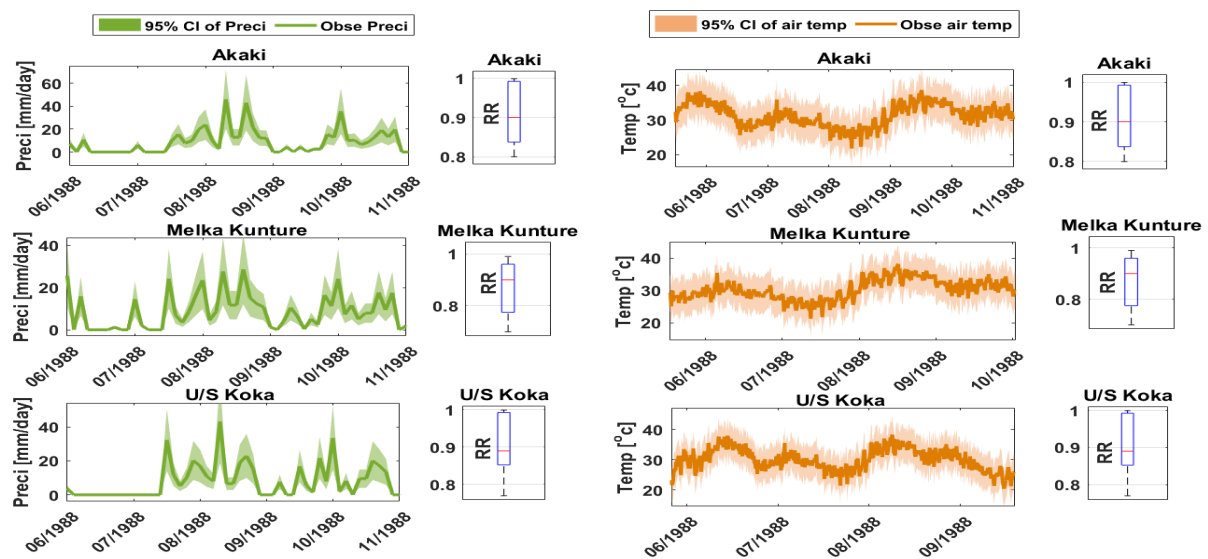 95% CI of Preci
Obse Preci
95% CI of air temp
Obse air temp
Akaki
Preci [mm/day]
60
40
20
0
06/1988
07/1988
08/1988
09/1988
10/1988
11/1988
Akaki
RR
1
0.9
0.8
Akaki
Temp [°c]
40
30
20
06/1988
07/1988
08/1988
09/1988
10/1988
11/1988
Akaki
RR
1
0.9
0.8
Melka Kunture
Preci [mm/day]
40
20
0
06/1988
07/1988
08/1988
09/1988
10/1988
11/1988
Melka Kunture
RR
1
0.8
Melka Kunture
Temp [°c]
40
30
20
06/1988
07/1988
08/1988
09/1988
10/1988
Melka Kunture
RR
1
0.8
U/S Koka
Preci [mm/day]
40
20
0
06/1988
07/1988
08/1988
09/1988
10/1988
11/1988
U/S Koka
RR
1
0.9
0.8
U/S Koka
Temp [°c]
40
30
20
06/1988
07/1988
08/1988
09/1988
U/S Koka
RR
1
0.9
0.8